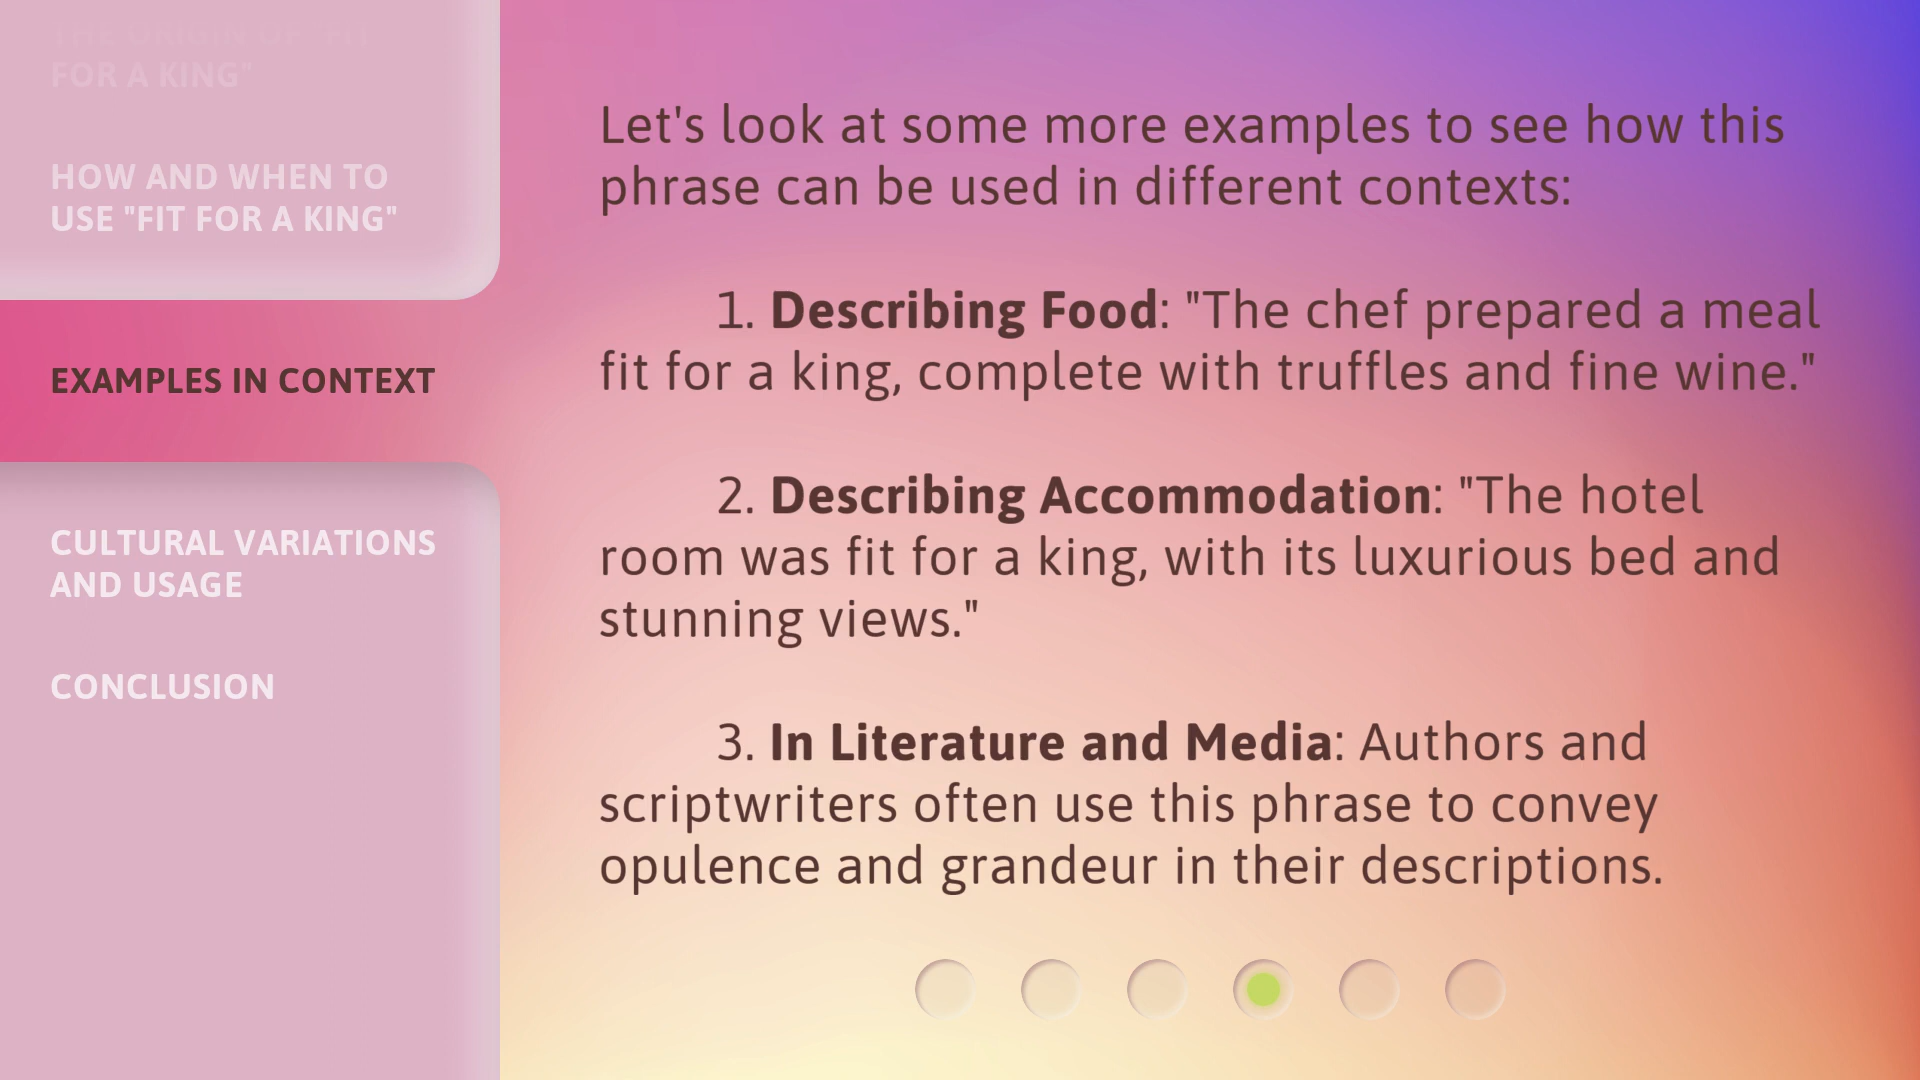 THE ORIGIN OF "FIT
FOR A KING"
HOW AND WHEN TO
USE "FIT FOR A KING"
EXAMPLES IN CONTEXT
CULTURAL VARIATIONS
AND USAGE
CONCLUSION
Let's look at some more examples to see how this
phrase can be used in different contexts:
1. Describing Food: "The chef prepared a meal
fit for a king, complete with truffles and fine wine."
2. Describing Accommodation: "The hotel
room was fit for a king, with its luxurious bed and
stunning views."
3. In Literature and Media: Authors and
scriptwriters often use this phrase to convey
opulence and grandeur in their descriptions.